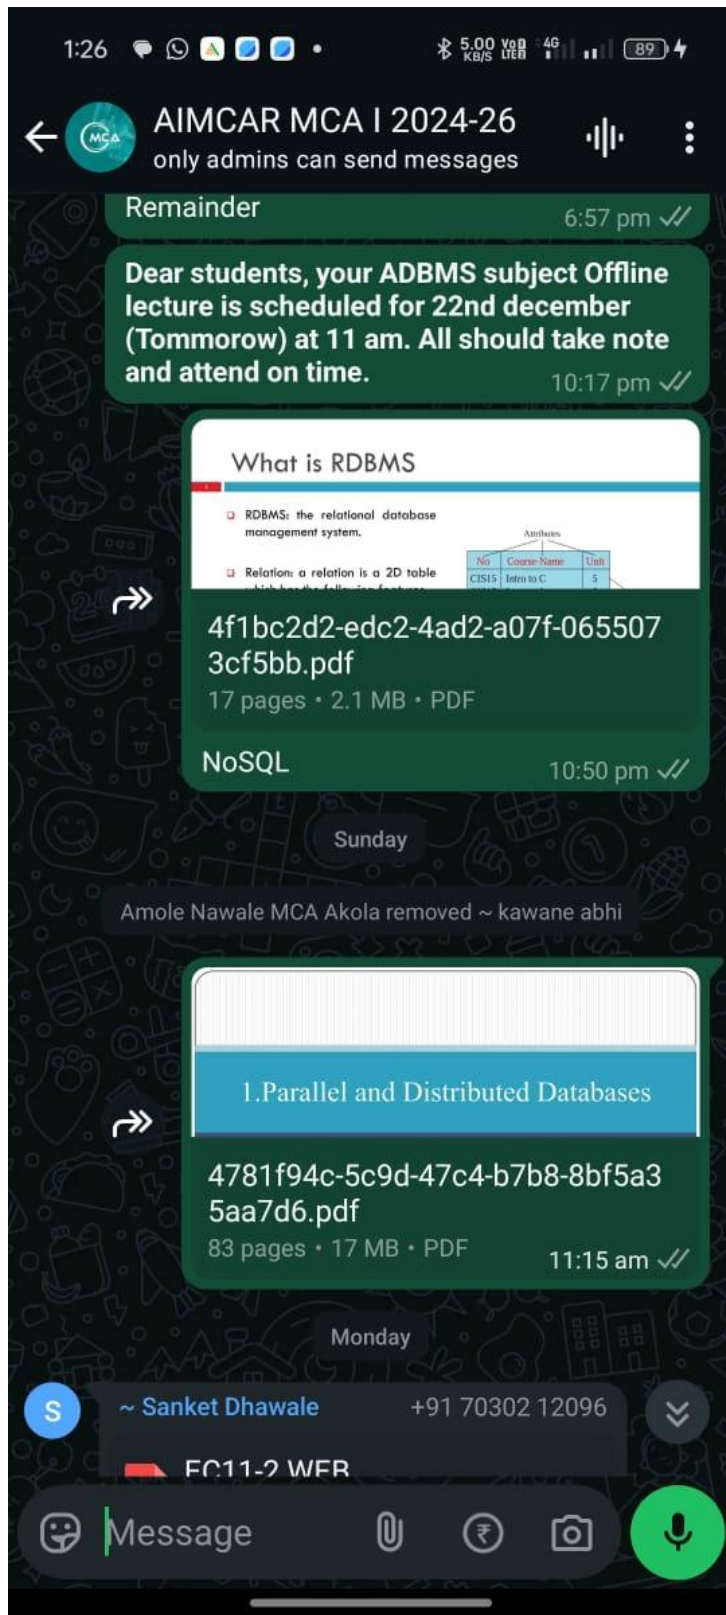 1:26
5.00 KB/S
4G
89
AIMCAR MCA I 2024-26
only admins can send messages
Remainder
6:57 pm
Dear students, your ADBMS subject Offline
lecture is scheduled for 22nd december
(Tommorow) at 11 am. All should take note
and attend on time.
10:17 pm
What is RDBMS
RDBMS: the relational database
management system.
Relation: a relation is a 2D table
Attributes
No Course-Name Unit
CIS15 Intro to C 5
4f1bc2d2-edc2-4ad2-a07f-065507
3cf5bb.pdf
17 pages • 2.1 MB • PDF
NoSQL
10:50 pm
Sunday
Amole Nawale MCA Akola removed ~ kawane abhi
1.Parallel and Distributed Databases
4781f94c-5c9d-47c4-b7b8-8bf5a3
5aa7d6.pdf
83 pages • 17 MB • PDF
11:15 am
Monday
S
~ Sanket Dhawale +91 70302 12096
EC11-2 WEB
Message